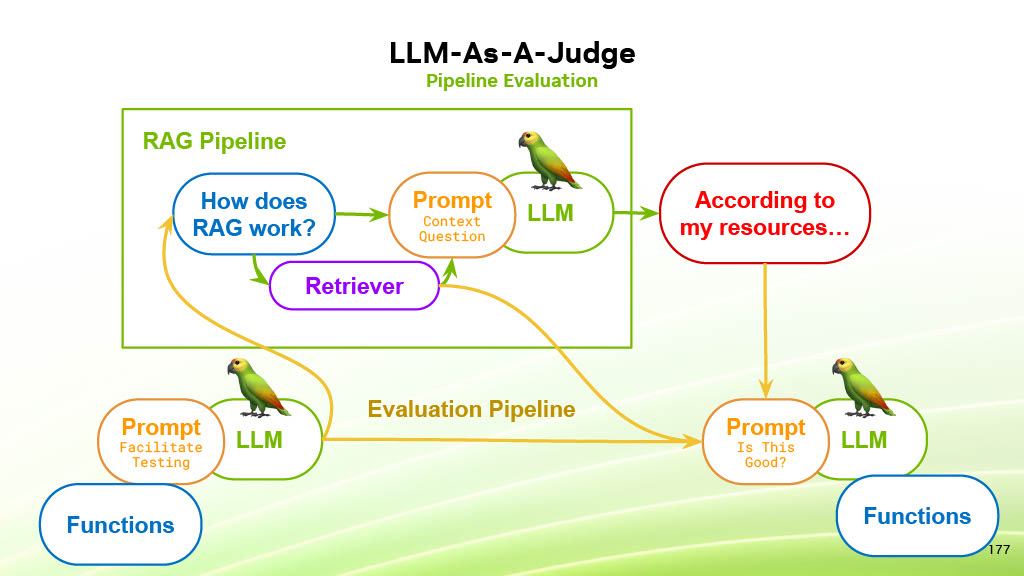 LLM-As-A-Judge
Pipeline Evaluation
RAG Pipeline
How does
RAG work?
Prompt
Context
Question
LLM
According to
my resources…
Retriever
Evaluation Pipeline
Prompt
Facilitate
Testing
LLM
Functions
Prompt
Is This
Good?
LLM
Functions
177